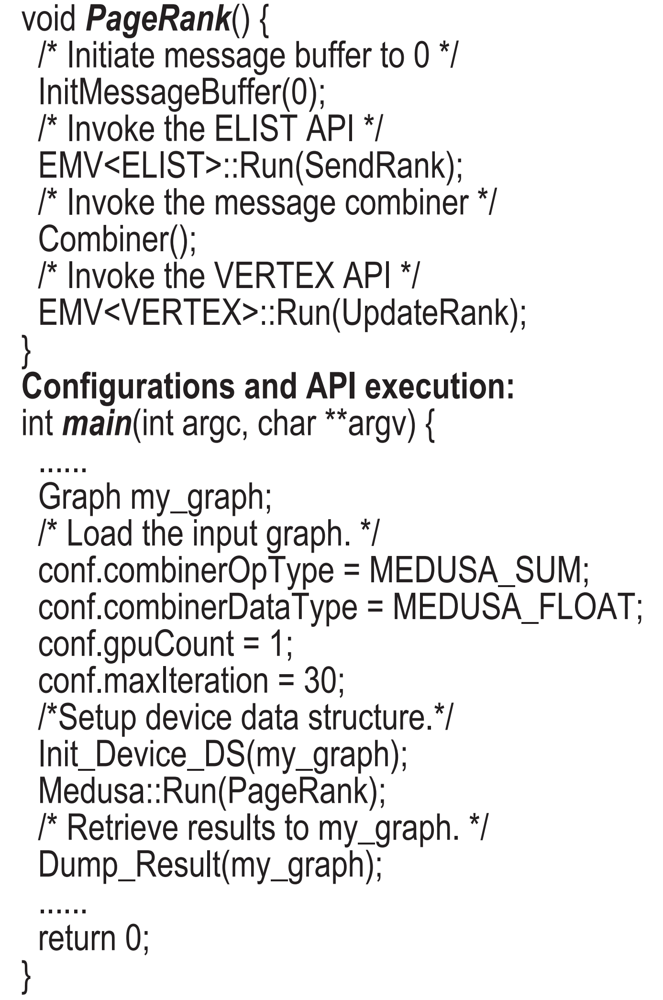 void PageRank() {
/* Initiate message buffer to 0 */
InitMessageBuffer(0);
/* Invoke the ELIST API */
EMV<ELIST>::Run(SendRank);
/* Invoke the message combiner */
Combiner();
/* Invoke the VERTEX API */
EMV<VERTEX>::Run(UpdateRank);
}
Configurations and API execution:
int main(int argc, char **argv) {
......
Graph my_graph;
/* Load the input graph. */
conf.combinerOpType = MEDUSA_SUM;
conf.combinerDataType = MEDUSA_FLOAT;
conf.gpuCount = 1;
conf.maxIteration = 30;
/*Setup device data structure.*/
Init_Device_DS(my_graph);
Medusa::Run(PageRank);
/* Retrieve results to my_graph. */
Dump_Result(my_graph);
......
return 0;
}